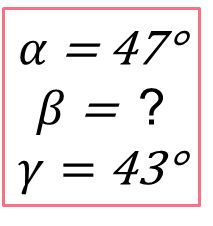 α = 47°
β = ?
γ = 43°